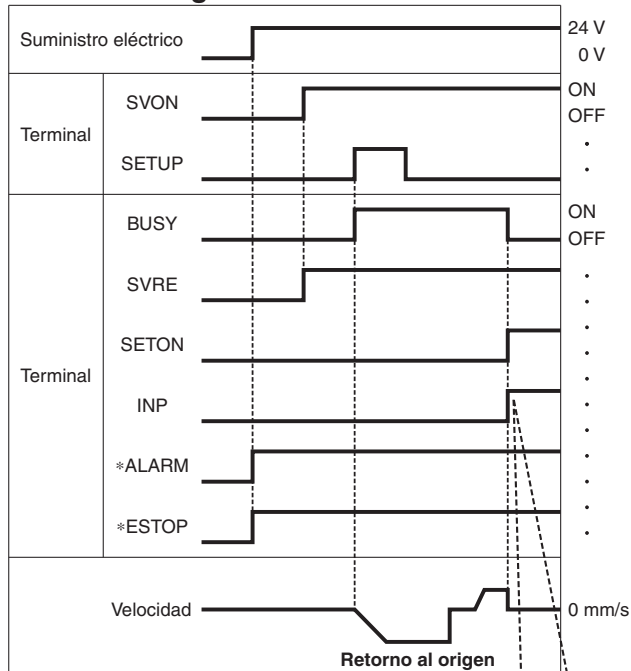 Suministro eléctrico
24 V
0 V
Terminal
SVON
ON
OFF
SETUP
Terminal
BUSY
ON
OFF
SVRE
SETON
INP
*ALARM
*ESTOP
Velocidad
0 mm/s
Retorno al origen